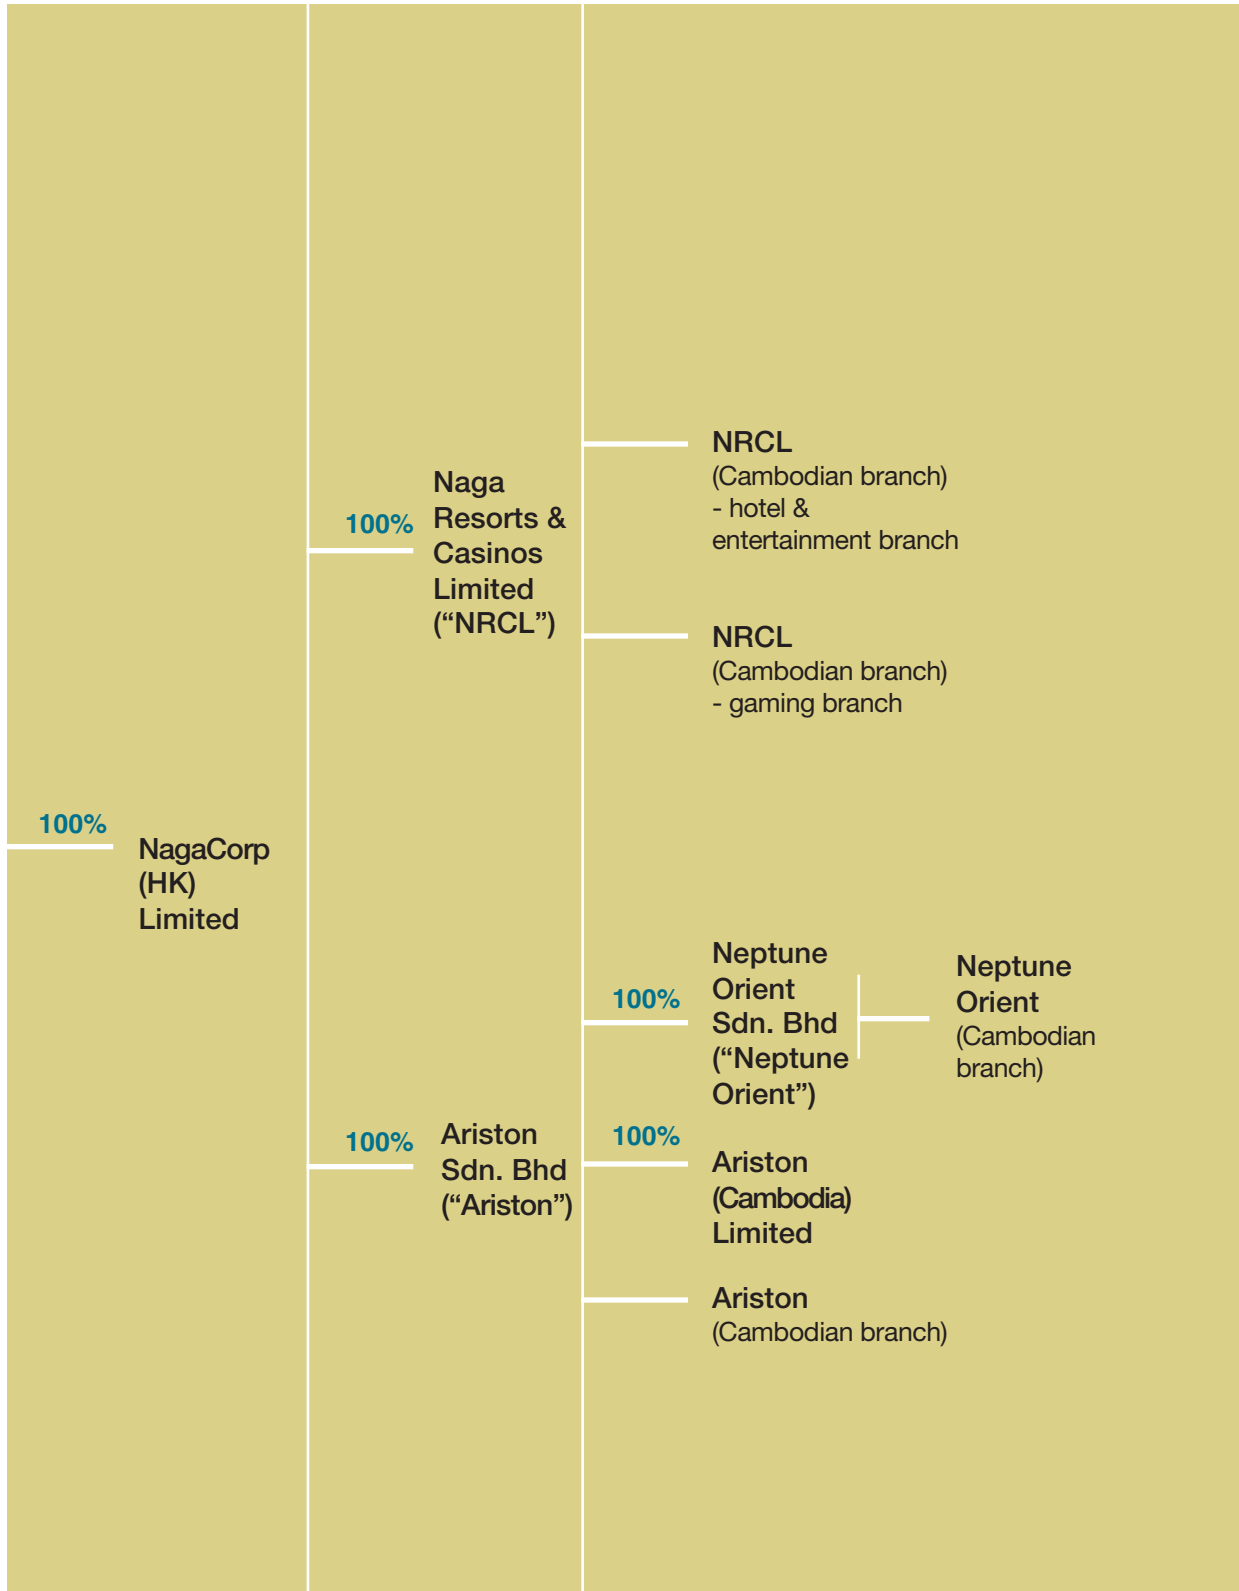 100%
NagaCorp
(HK)
Limited
100%
Naga
Resorts &
Casinos
Limited
(“NRCL”)
NRCL
(Cambodian branch)
- hotel &
entertainment branch
NRCL
(Cambodian branch)
- gaming branch
100%
Ariston
Sdn. Bhd
(“Ariston”)
100%
Neptune
Orient
Sdn. Bhd
(“Neptune
Orient”)
Neptune
Orient
(Cambodian
branch)
100%
Ariston
(Cambodia)
Limited
Ariston
(Cambodian branch)